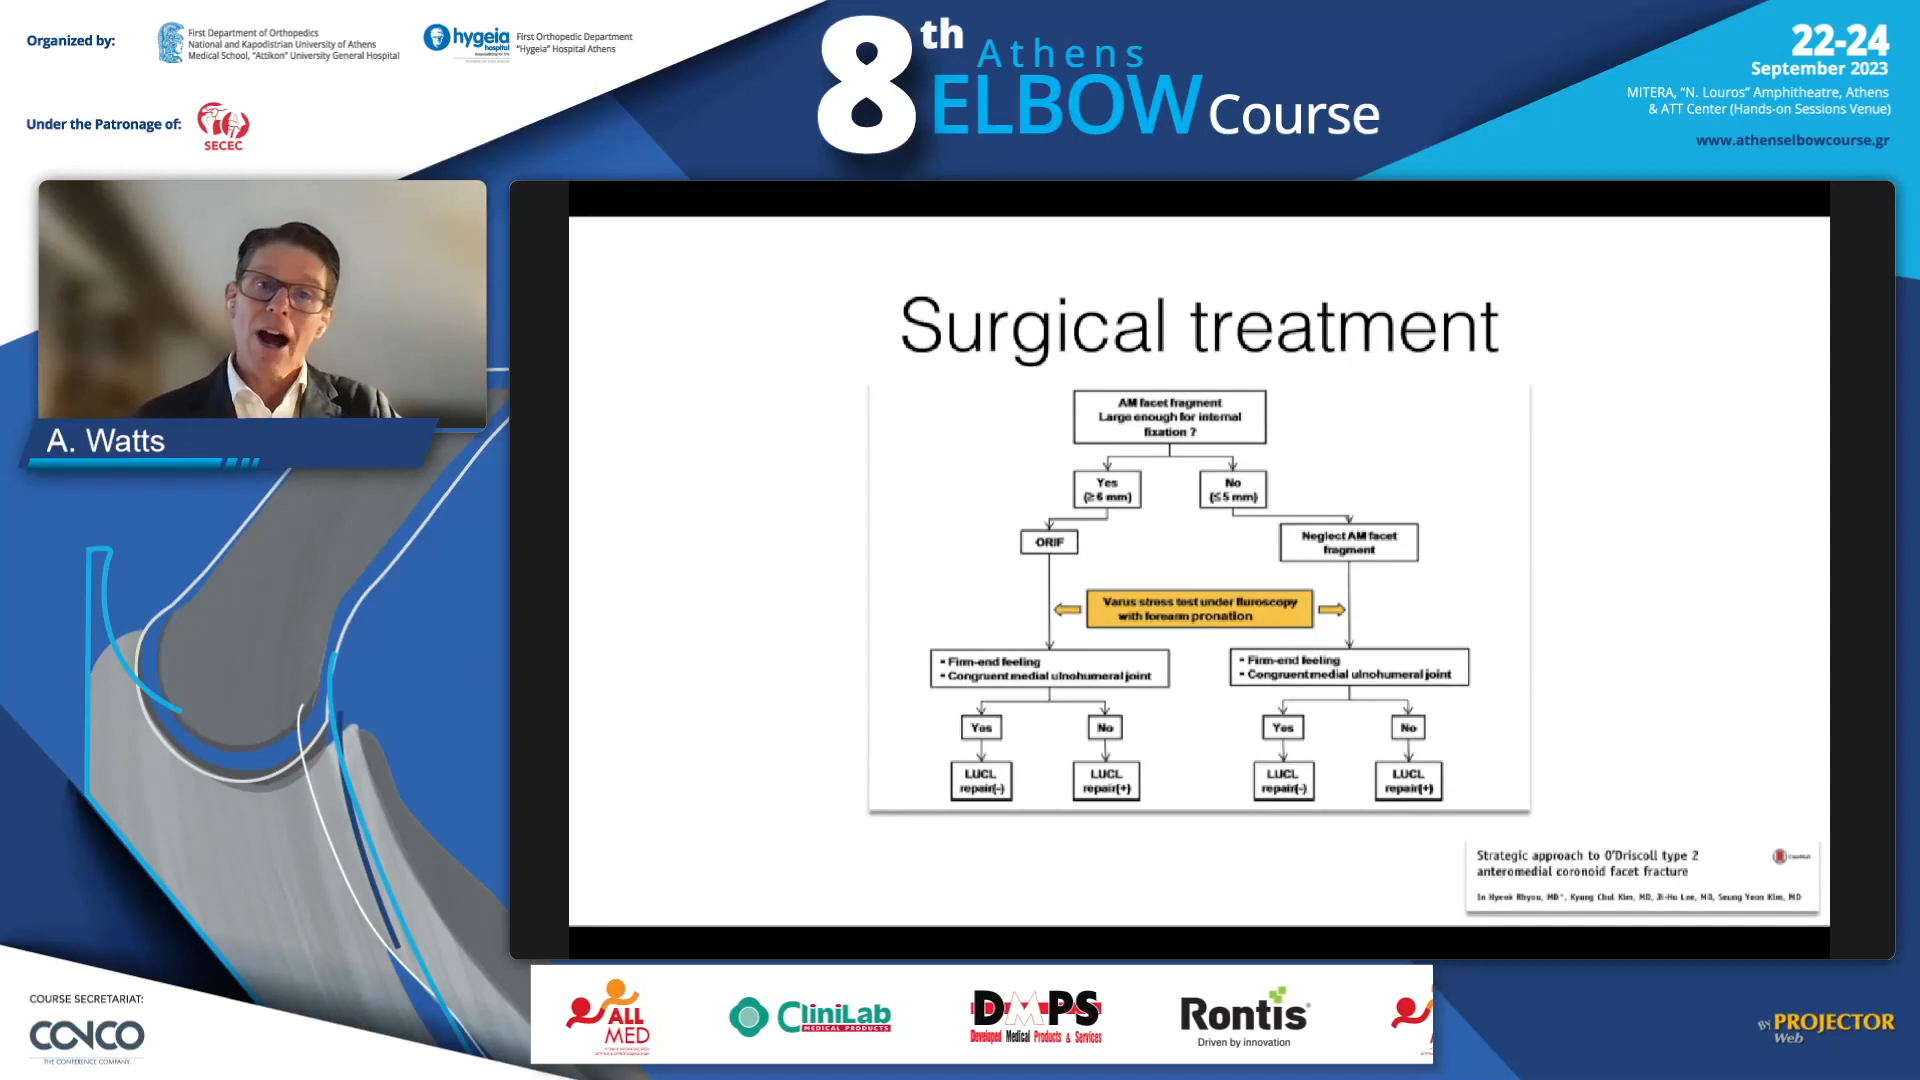 Organized by:
First Department of Orthopedics
National and Kapodistrian University of Athens
Medical School, "Attikon" University General Hospital
hygeia
hospital
First Orthopedic Department
"Hygeia" Hospital Athens
Under the Patronage of:
SECEC
8th Athens
ELBOW Course
22-24
September 2023
MITERA, "N. Louros" Amphitheatre, Athens
& ATT Center (Hands-on Sessions Venue)
www.athenselbowcourse.gr
A. Watts
Surgical treatment
AM facet fragment
Large enough for internal
fixation ?
Yes
(≥6 mm)
No
(≤5 mm)
ORIF
Neglect AM facet
fragment
Varus stress test under fluroscopy
with forearm pronation
- Firm-end feeling
- Congruent medial ulnohumeral joint
- Firm-end feeling
- Congruent medial ulnohumeral joint
Yes
No
Yes
No
LUCL
repair(-)
LUCL
repair(+)
LUCL
repair(-)
LUCL
repair(+)
Strategic approach to O'Driscoll type 2
anteromedial coronoid facet fracture
In Hyeok Rhyou, MD*, Kyung Chul Kim, MD, Ji-Ho Lee, MD, Seung Yeon Kim, MD
COURSE SECRETARIAT:
CONCO
THE CONFERENCE COMPANY
ALL
MED
CliniLab
MEDICAL PRODUCTS
DMPS
Developed Medical Products & Services
Rontis
Driven by innovation
BY PROJECTOR
Web